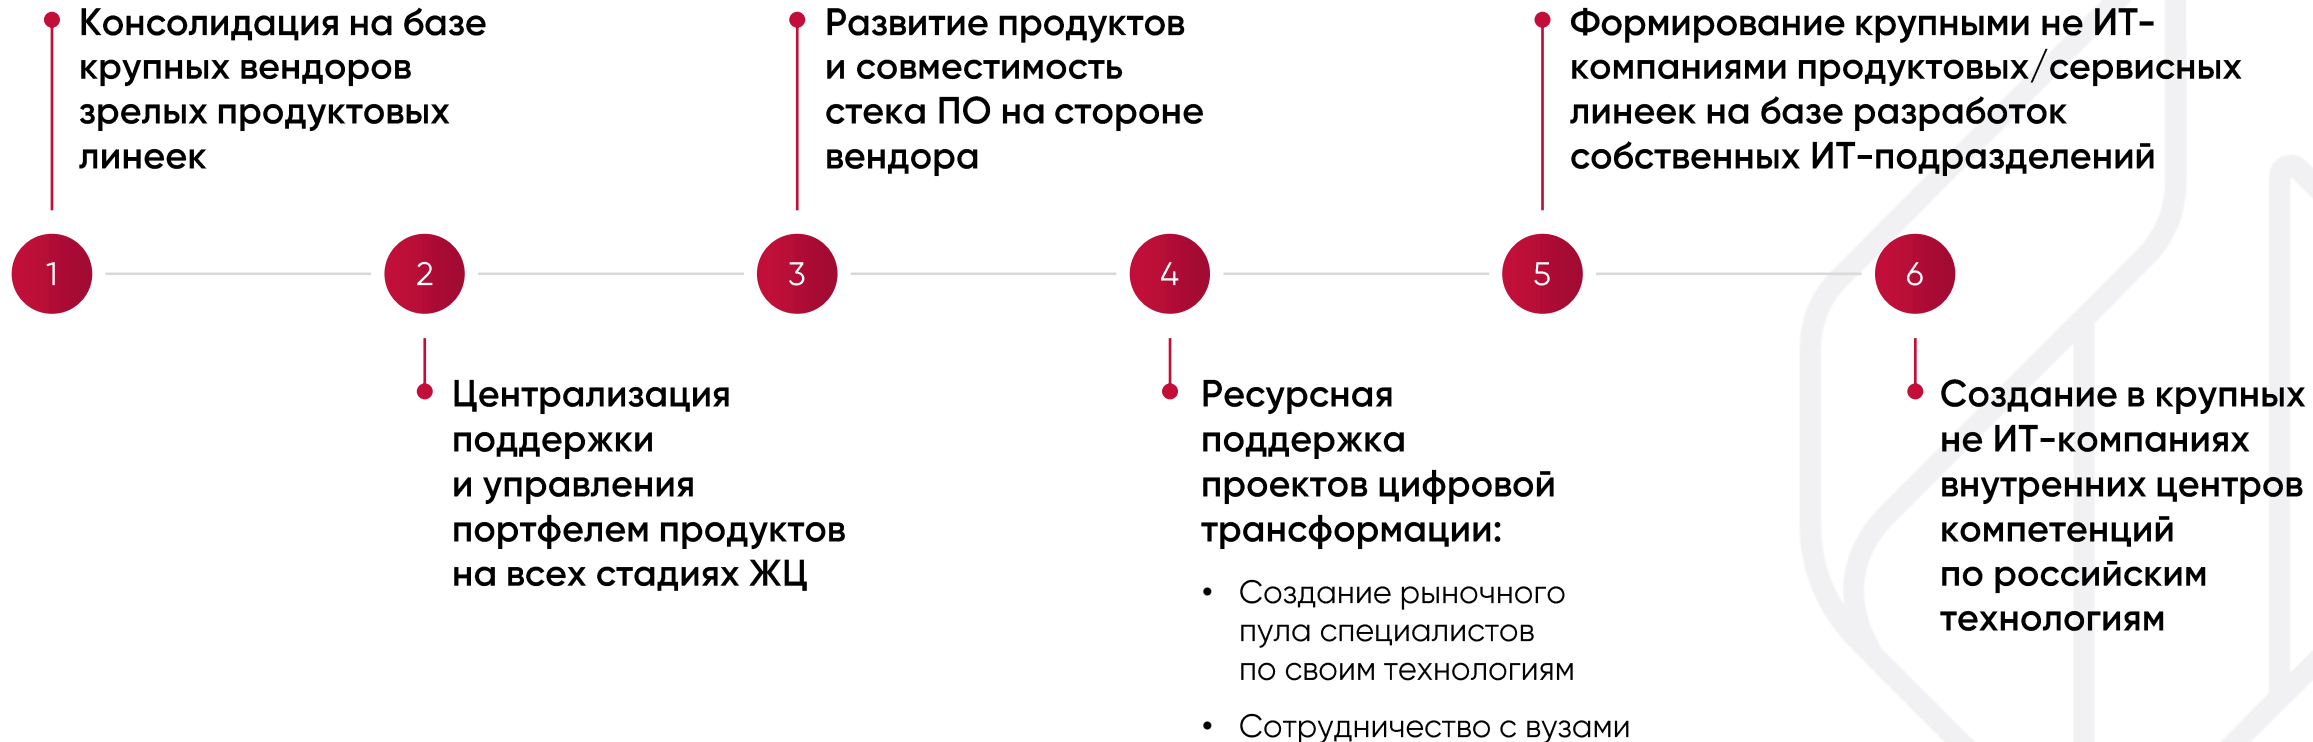 Консолидация на базе
крупных вендоров
зрелых продуктовых
линеек
Развитие продуктов
и совместимость
стека ПО на стороне
вендора
Формирование крупными не ИТ-
компаниями продуктовых/сервисных
линеек на базе разработок
собственных ИТ-подразделений
1
2
3
4
5
6
Централизация
поддержки
и управления
портфелем продуктов
на всех стадиях ЖЦ
Ресурсная
поддержка
проектов цифровой
трансформации:
• Создание рыночного
пула специалистов
по своим технологиям
• Сотрудничество с вузами
Создание в крупных
не ИТ-компаниях
внутренних центров
компетенций
по российским
технологиям